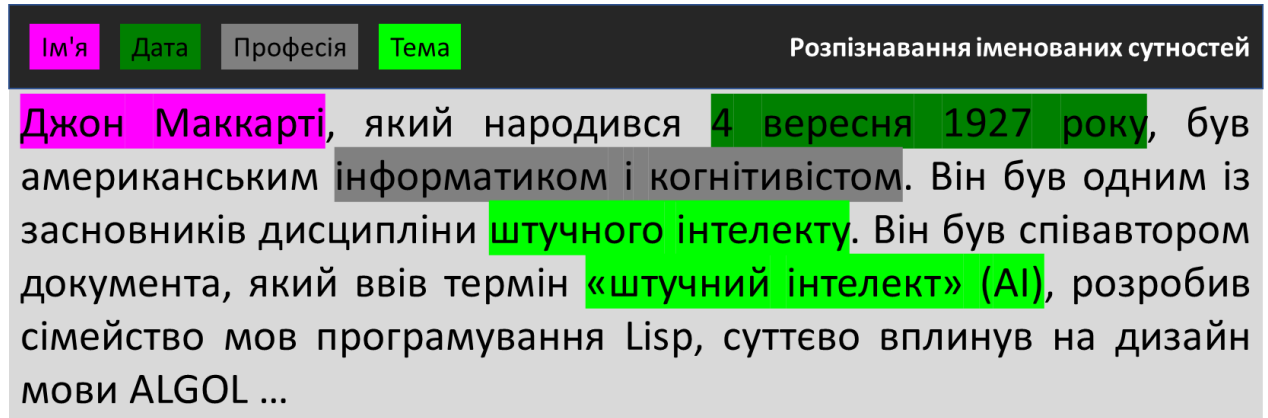 Ім'я Дата Професія Тема Розпізнавання іменованих сутностей
Джон Маккарті, який народився 4 вересня 1927 року, був
американським інформатиком і когнітивістом. Він був одним із
засновників дисципліни штучного інтелекту. Він був співавтором
документа, який ввів термін «штучний інтелект» (AI), розробив
сімейство мов програмування Lisp, суттєво вплинув на дизайн
мови ALGOL ...